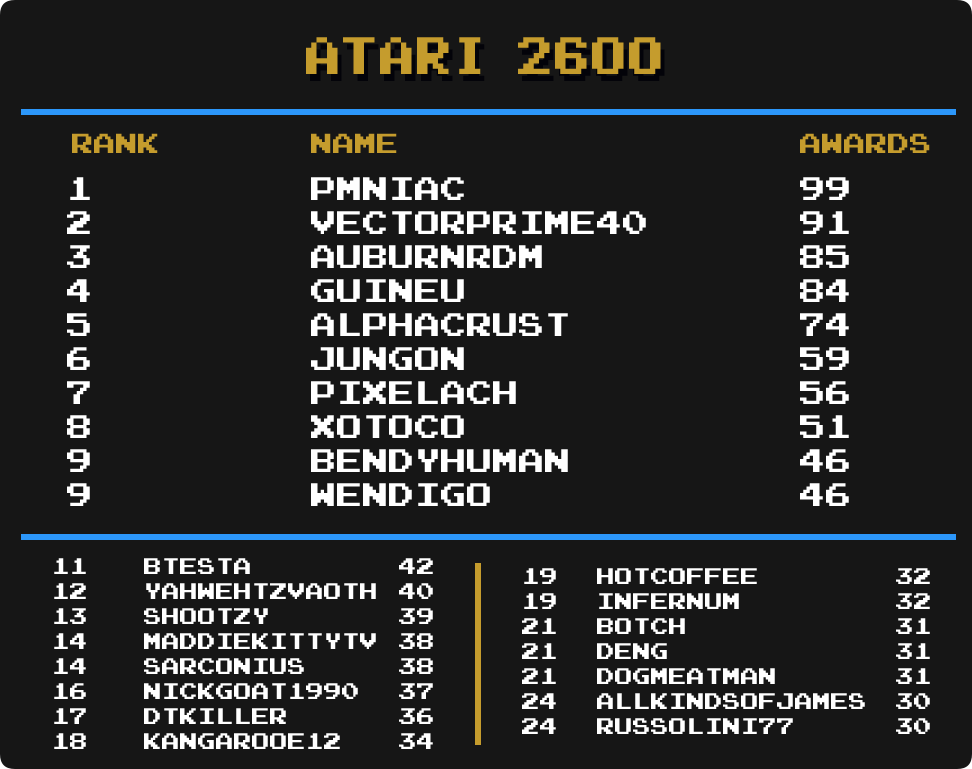 ATARI 2600
RANK NAME AWARDS
1 PMNIAC 99
2 VECTORPRIME40 91
3 AUBURNRDM 85
4 GUINEU 84
5 ALPHACRUST 74
6 JUNGON 59
7 PIXELACH 56
8 XOTOCO 51
9 BENDYHUMAN 46
9 WENDIGO 46
11 BTESTA 42
12 YAHWEHTZVAOTH 40
13 SHOOTZY 39
14 MADDIEKITTYTV 38
14 SARCONIUS 38
16 NICKGOAT1990 37
17 DTKILLER 36
18 KANGAROOE12 34
19 HOTCOFFEE 32
19 INFERNUM 32
21 BOTCH 31
21 DENG 31
21 DOGMEATMAN 31
24 ALLKINDSOFJAMES 30
24 RUSSOLINI77 30